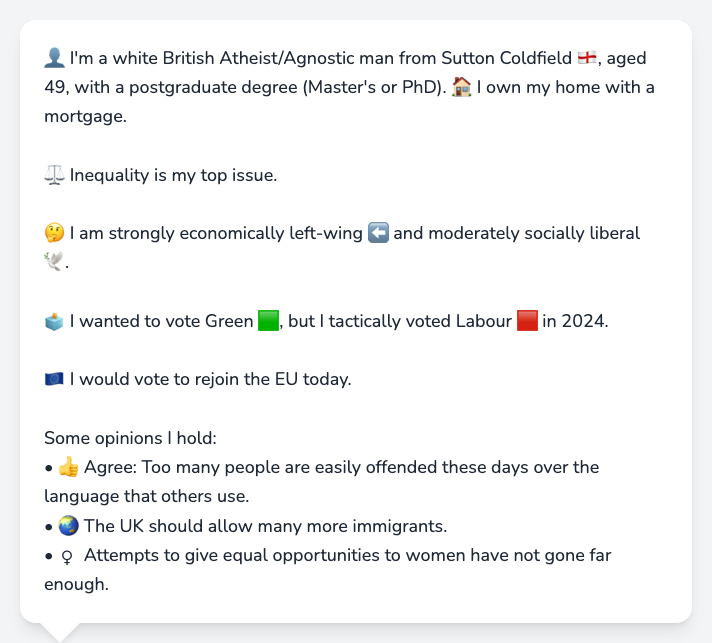 👤 I'm a white British Atheist/Agnostic man from Sutton Coldfield 🏴󠁧󠁢󠁥󠁮󠁧󠁿, aged
49, with a postgraduate degree (Master's or PhD). 🏠 I own my home with a
mortgage.
⚖️ Inequality is my top issue.
🤔 I am strongly economically left-wing ⬅️ and moderately socially liberal
🕊️.
🗳️ I wanted to vote Green 🟩, but I tactically voted Labour 🟥 in 2024.
🇪🇺 I would vote to rejoin the EU today.
Some opinions I hold:
• 👍 Agree: Too many people are easily offended these days over the
language that others use.
• 🌏 The UK should allow many more immigrants.
• ♀ Attempts to give equal opportunities to women have not gone far
enough.